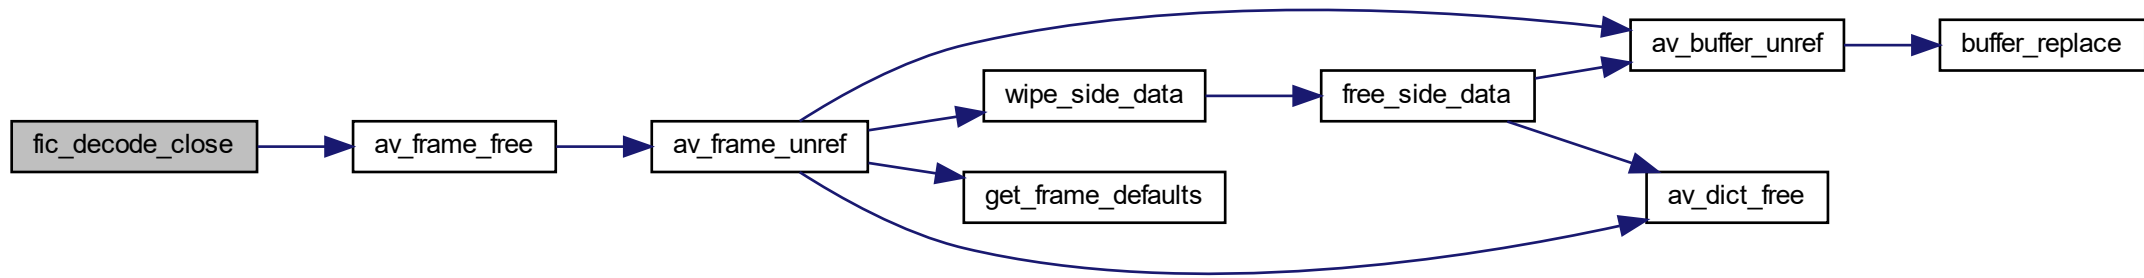 fic_decode_close
av_frame_free
av_frame_unref
av_buffer_unref
buffer_replace
wipe_side_data
free_side_data
get_frame_defaults
av_dict_free